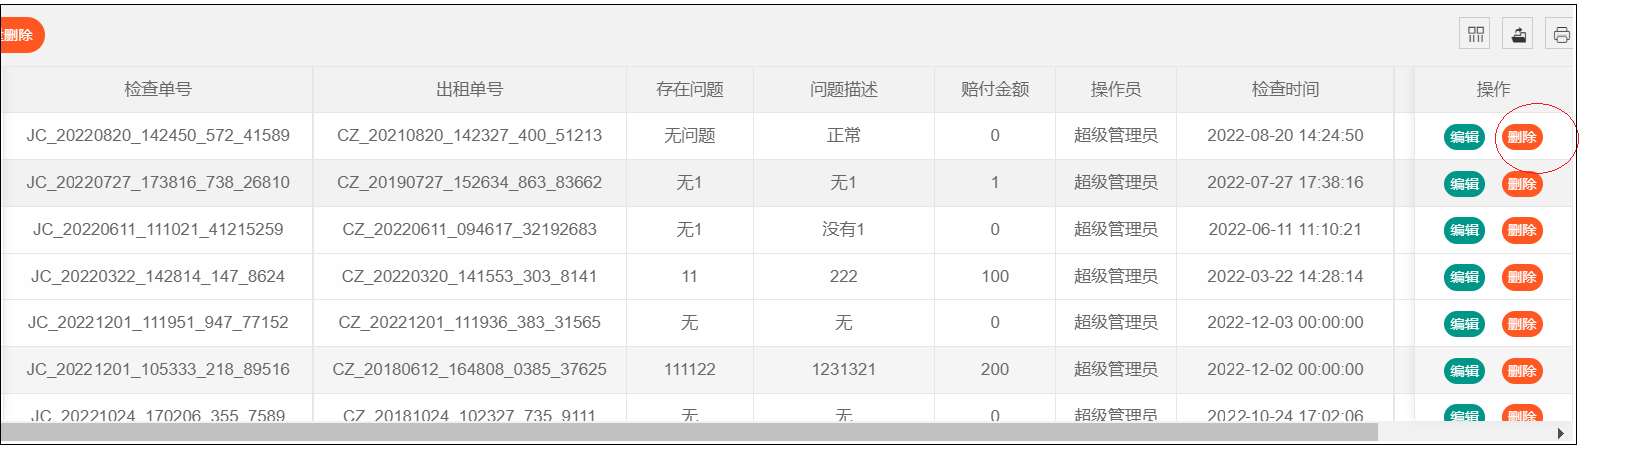 删除
检查单号 出租单号 存在问题 问题描述 赔付金额 操作员 检查时间 操作
JC_20220820_142450_572_41589 CZ_20210820_142327_400_51213 无问题 正常 0 超级管理员 2022-08-20 14:24:50 编辑 删除
JC_20220727_173816_738_26810 CZ_20190727_152634_863_83662 无1 无1 1 超级管理员 2022-07-27 17:38:16 编辑 删除
JC_20220611_111021_41215259 CZ_20220611_094617_32192683 无1 没有1 0 超级管理员 2022-06-11 11:10:21 编辑 删除
JC_20220322_142814_147_8624 CZ_20220320_141553_303_8141 11 222 100 超级管理员 2022-03-22 14:28:14 编辑 删除
JC_20221201_111951_947_77152 CZ_20221201_111936_383_31565 无 无 0 超级管理员 2022-12-03 00:00:00 编辑 删除
JC_20221201_105333_218_89516 CZ_20180612_164808_0385_37625 111122 1231321 200 超级管理员 2022-12-02 00:00:00 编辑 删除
JC_20221024_170206_355_7589 CZ_20181024_102327_735_9111 无 无 0 超级管理员 2022-10-24 17:02:06 编辑 删除